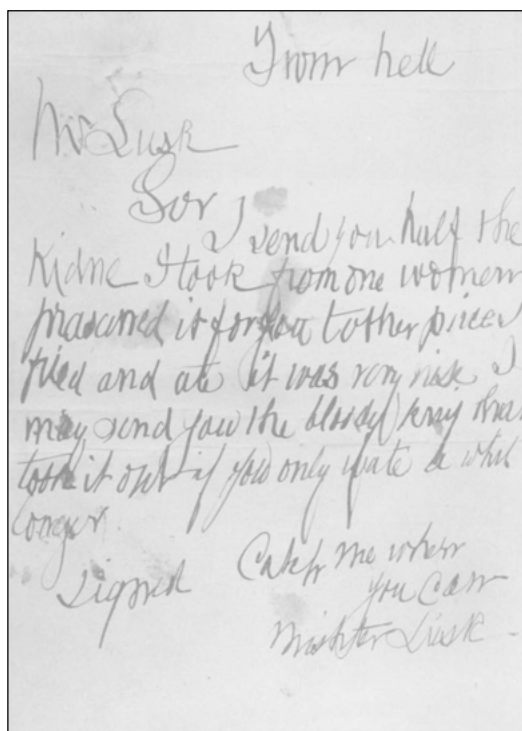 From hell
Mr Lusk
Sor
I send you half the
Kidne I took from one women
prasarved it for you tother piece I
fried and ate it was very nise I
may send you the bloody knif that
took it out if you only wate a whil
longer.
signed
Catch me when
you can
Mishter Lusk.